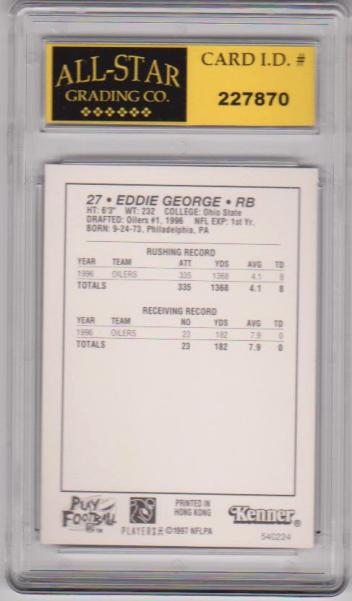 ALL-STAR
GRADING CO.
CARD I.D. #
227870
27 • EDDIE GEORGE • RB
HT: 6'3" WT: 232 COLLEGE: Ohio State
DRAFTED: Oilers #1, 1996 NFL EXP: 1st Yr.
BORN: 9-24-73, Philadelphia, PA
RUSHING RECORD
YEAR TEAM ATT YDS AVG TD
1996 OILERS 335 1368 4.1 8
TOTALS 335 1368 4.1 8
RECEIVING RECORD
YEAR TEAM NO YDS AVG TD
1996 OILERS 23 182 7.9 0
TOTALS 23 182 7.9 0
PLAY FOOTBALL ™
PLAYERS
PRINTED IN
HONG KONG
©1997 NFLPA
Kenner®
540224